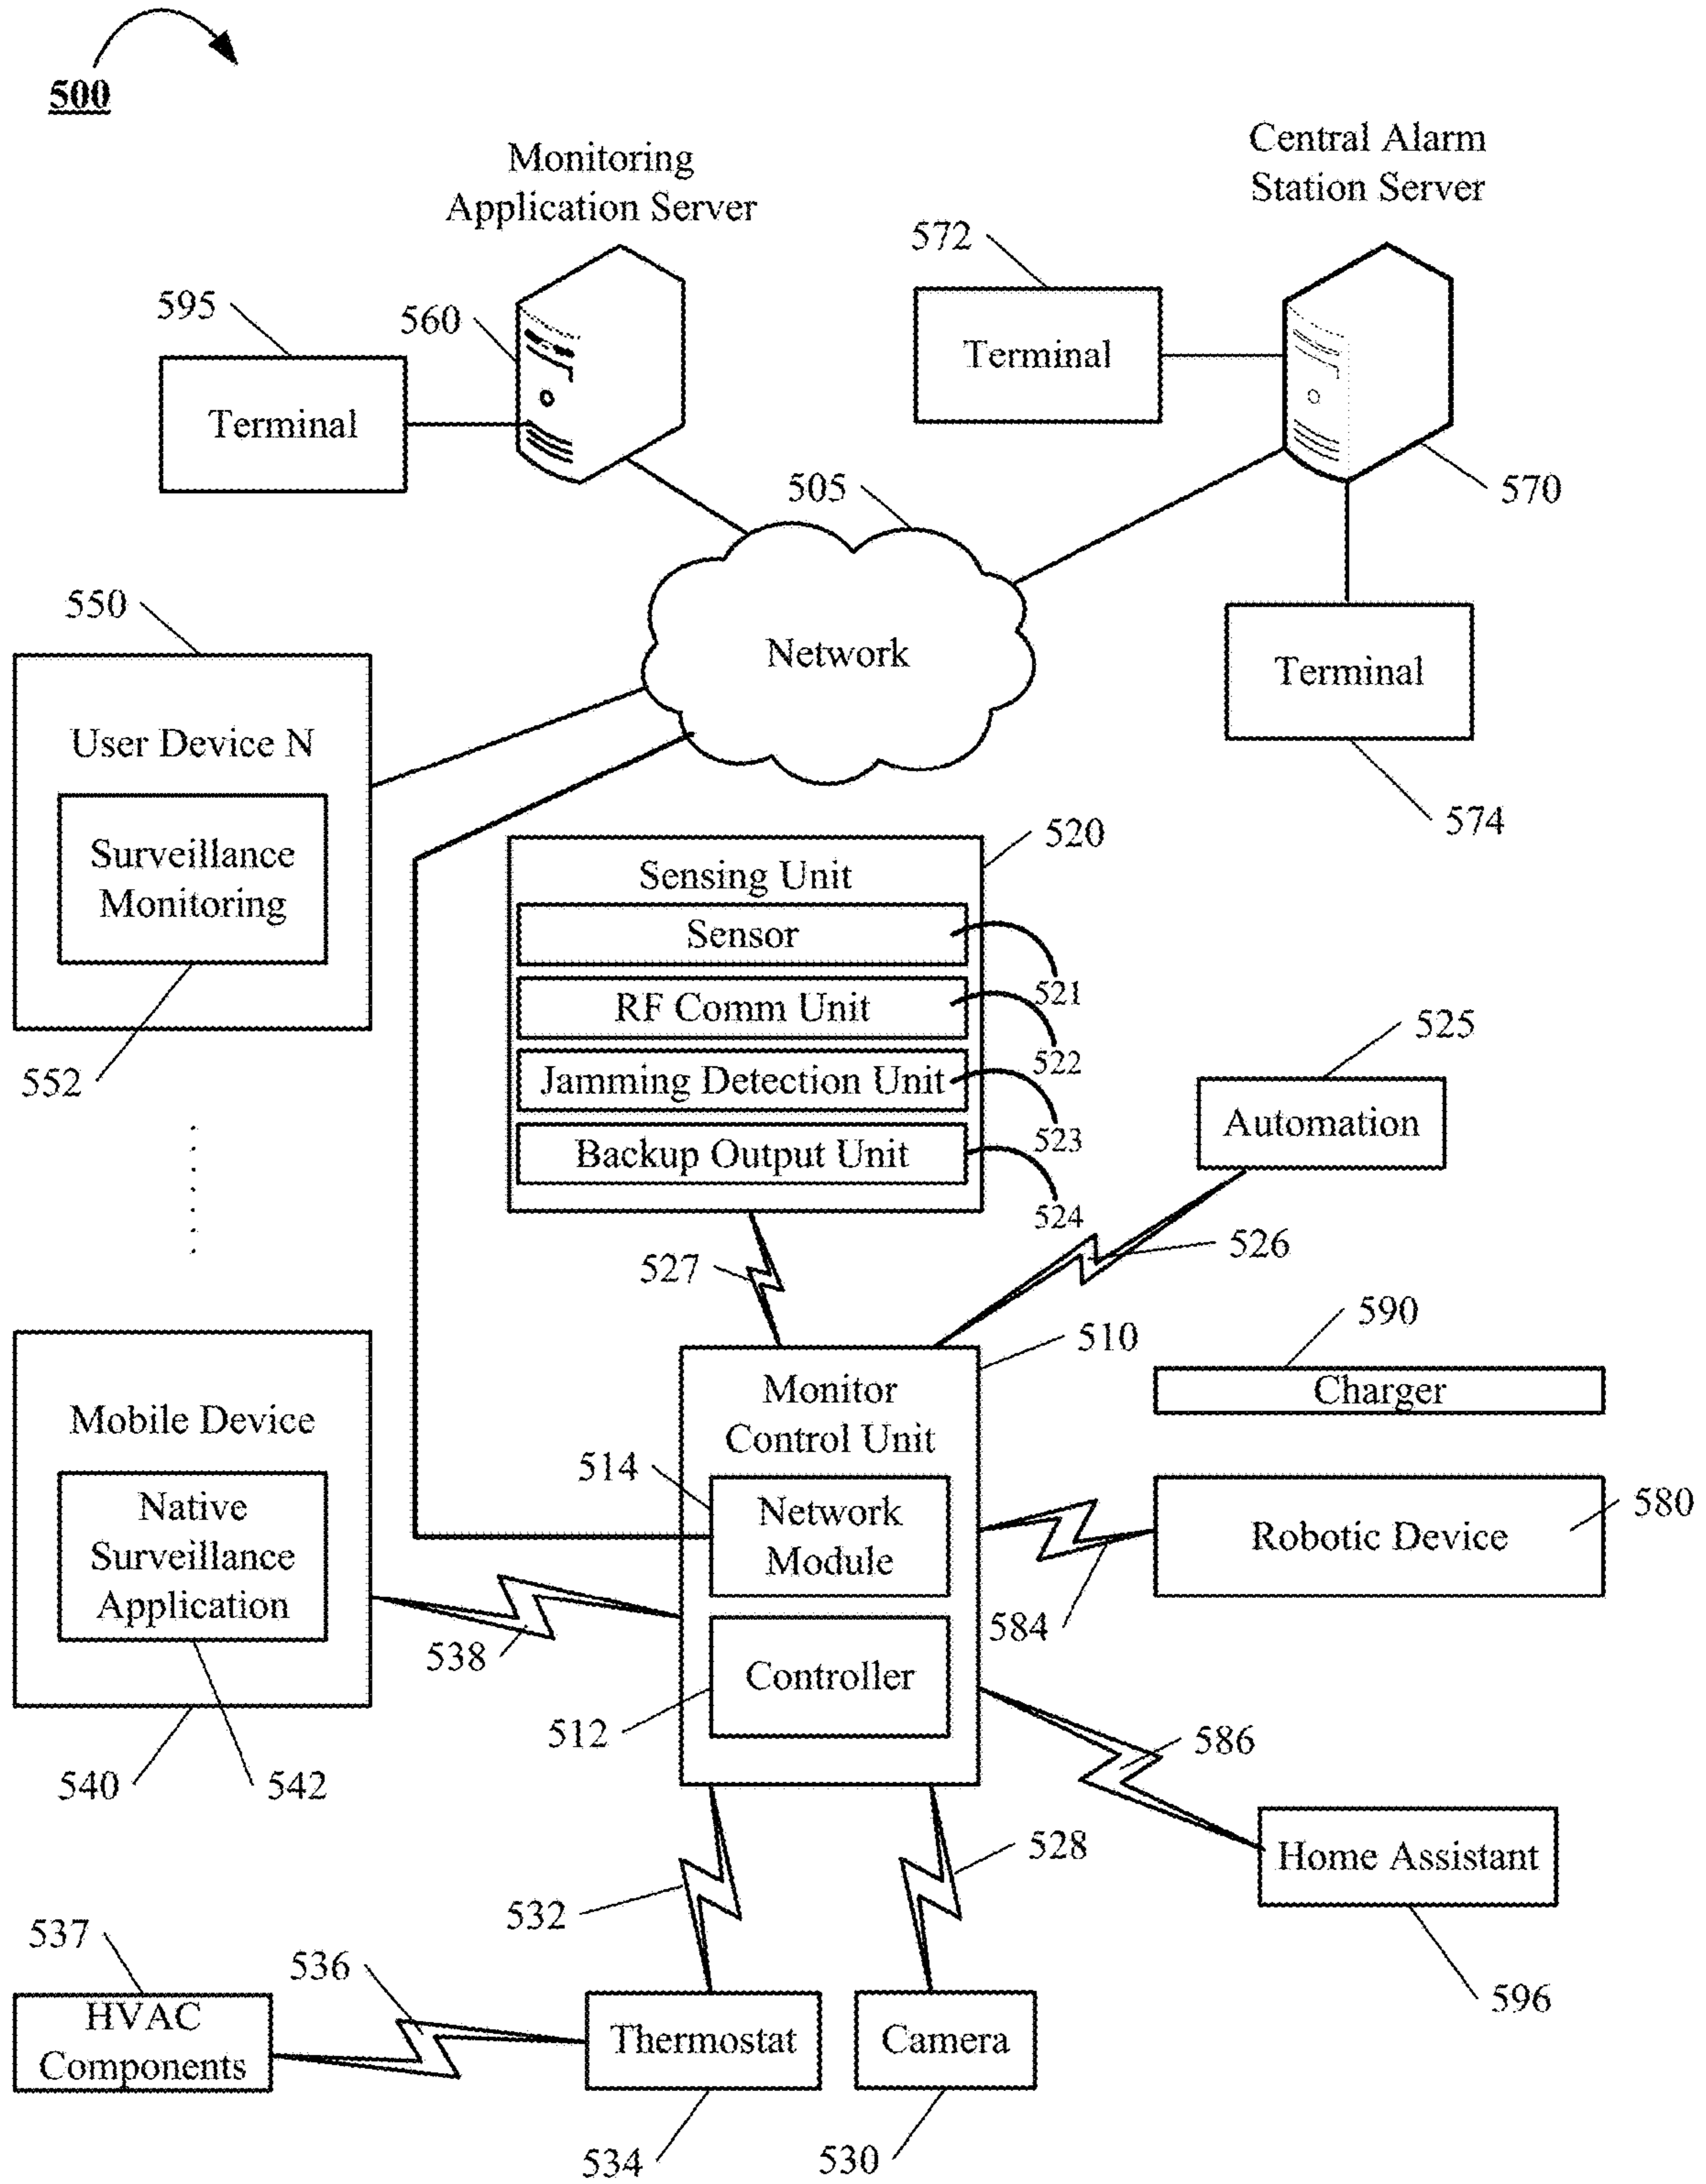 500
Monitoring
Application Server
Central Alarm
Station Server
572
595
560
Terminal
Terminal
505
570
550
Network
Terminal
User Device N
574
520
Surveillance
Monitoring
Sensing Unit
Sensor
521
RF Comm Unit
522
552
Jamming Detection Unit
523
525
Automation
Backup Output Unit
524
526
527
590
510
Charger
Monitor
Control Unit
Mobile Device
514
Network
Module
580
Robotic Device
Native
Surveillance
Application
584
538
Controller
512
586
540
542
528
Home Assistant
532
537
536
596
HVAC
Components
Thermostat
Camera
534
530